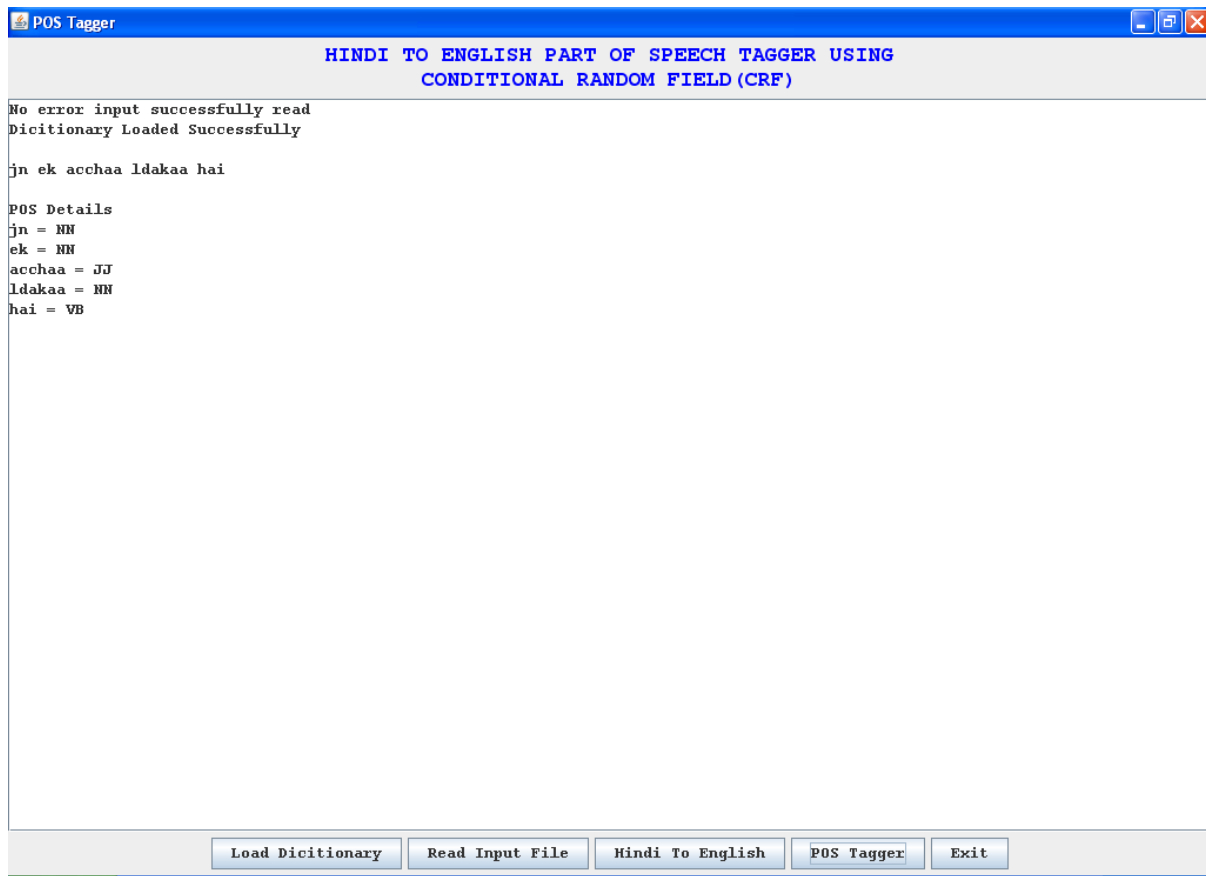 POS Tagger
HINDI TO ENGLISH PART OF SPEECH TAGGER USING
CONDITIONAL RANDOM FIELD(CRF)
No error input successfully read
Dicitionary Loaded Successfully
jn ek acchaa ldakaa hai
POS Details
jn = NN
ek = NN
acchaa = JJ
ldakaa = NN
hai = VB
Load Dicitionary Read Input File Hindi To English POS Tagger Exit